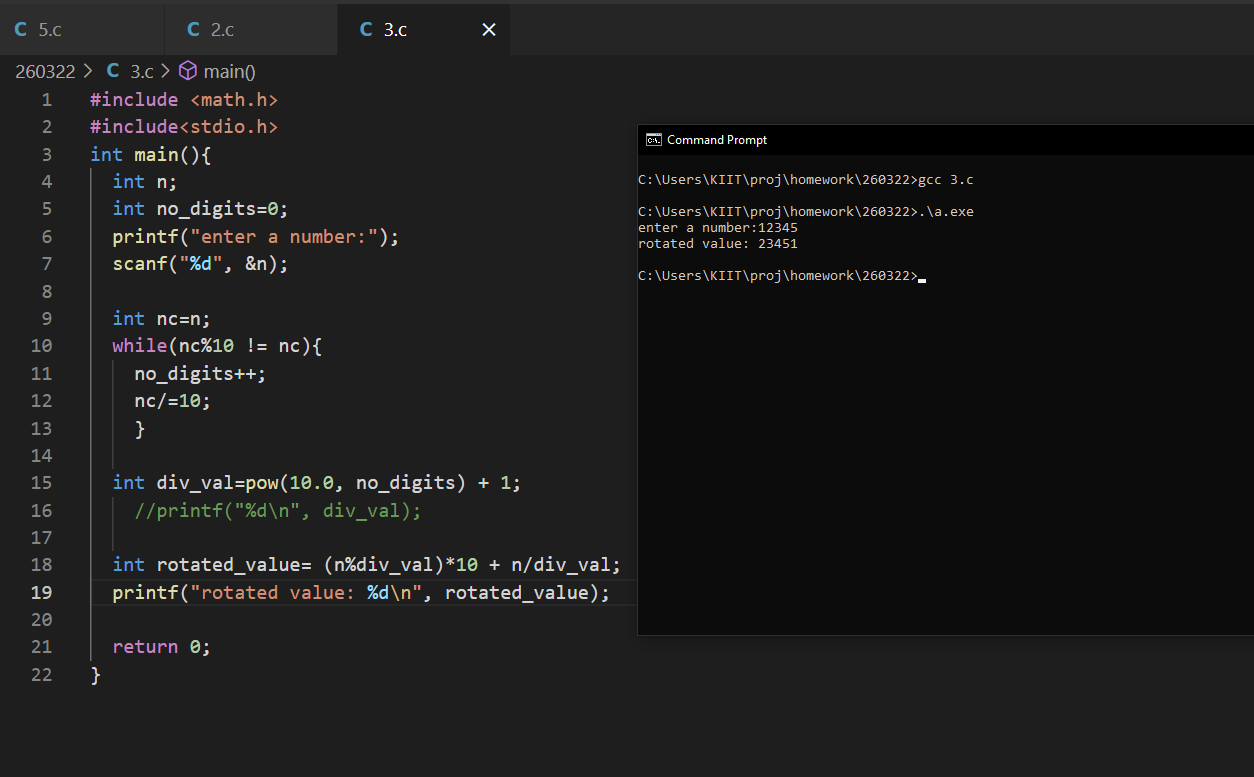 C 5.c C 2.c C 3.c ×
260322 > C 3.c > main()
1 #include <math.h>
2 #include<stdio.h>
3 int main(){
4 int n;
5 int no_digits=0;
6 printf("enter a number:");
7 scanf("%d", &n);
8
9 int nc=n;
10 while(nc%10 != nc){
11 no_digits++;
12 nc/=10;
13 }
14
15 int div_val=pow(10.0, no_digits) + 1;
16 //printf("%d\n", div_val);
17
18 int rotated_value= (n%div_val)*10 + n/div_val;
19 printf("rotated value: %d\n", rotated_value);
20
21 return 0;
22 }
C:\. Command Prompt
C:\Users\KIIT\proj\homework\260322>gcc 3.c
C:\Users\KIIT\proj\homework\260322>.\a.exe
enter a number:12345
rotated value: 23451
C:\Users\KIIT\proj\homework\260322>